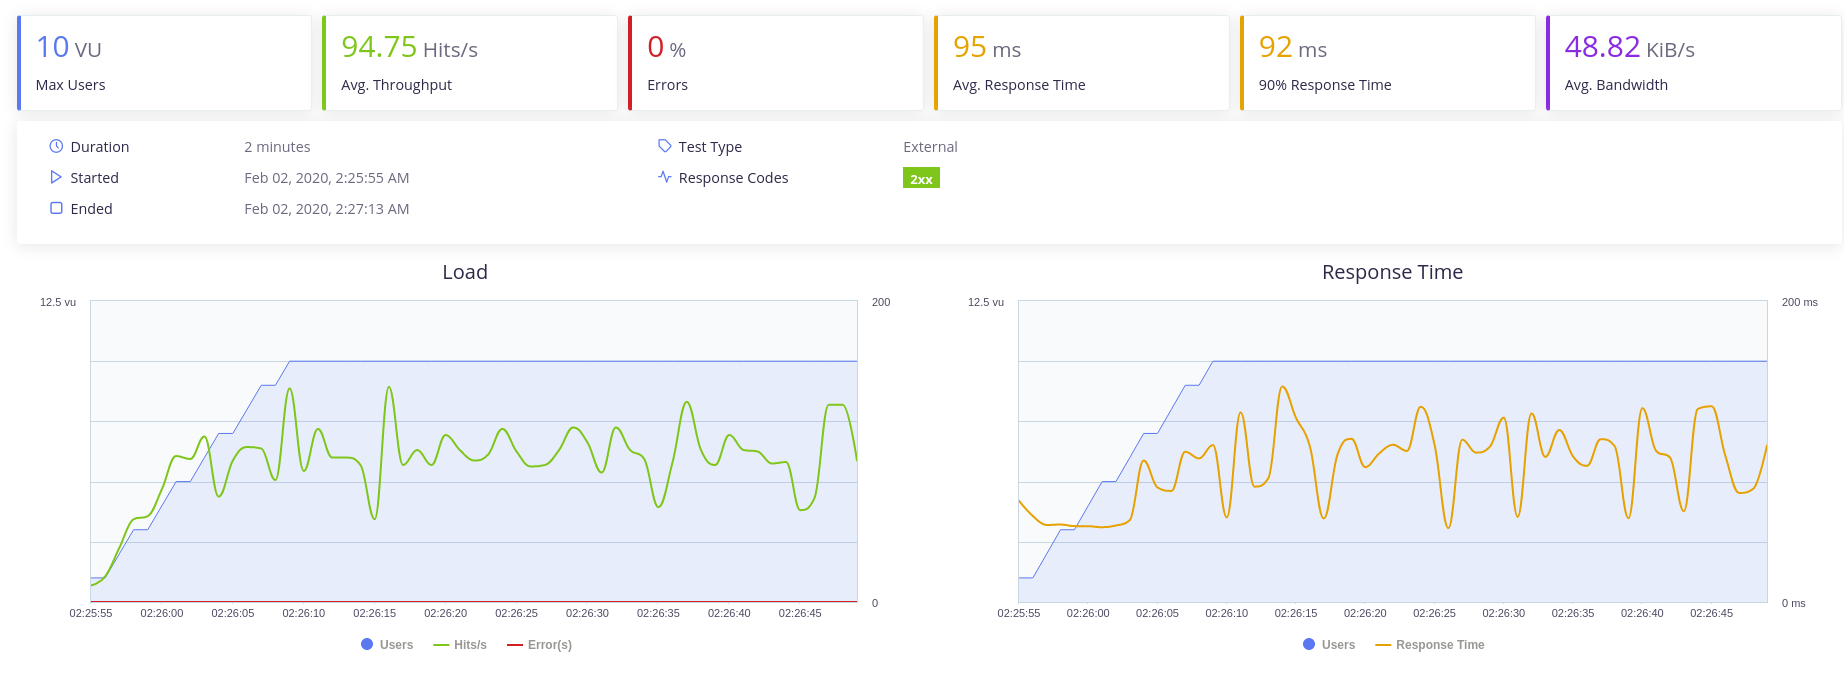 10 VU
Max Users
94.75 Hits/s
Avg. Throughput
0 %
Errors
95 ms
Avg. Response Time
92 ms
90% Response Time
48.82 KiB/s
Avg. Bandwidth
Duration 2 minutes
Started Feb 02, 2020, 2:25:55 AM
Ended Feb 02, 2020, 2:27:13 AM
Test Type External
Response Codes 2xx
Load
12.5 vu 200
0
02:25:55 02:26:00 02:26:05 02:26:10 02:26:15 02:26:20 02:26:25 02:26:30 02:26:35 02:26:40 02:26:45
Users Hits/s Error(s)
Response Time
12.5 vu 200 ms
0 ms
02:25:55 02:26:00 02:26:05 02:26:10 02:26:15 02:26:20 02:26:25 02:26:30 02:26:35 02:26:40 02:26:45
Users Response Time